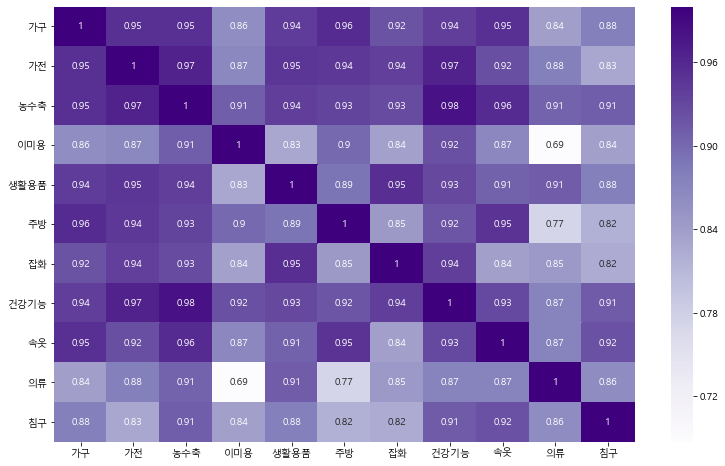 가구 1 0.95 0.95 0.86 0.94 0.96 0.92 0.94 0.95 0.84 0.88
가전 0.95 1 0.97 0.87 0.95 0.94 0.94 0.97 0.92 0.88 0.83
농수축 0.95 0.97 1 0.91 0.94 0.93 0.93 0.98 0.96 0.91 0.91
이미용 0.86 0.87 0.91 1 0.83 0.9 0.84 0.92 0.87 0.69 0.84
생활용품 0.94 0.95 0.94 0.83 1 0.89 0.95 0.93 0.91 0.91 0.88
주방 0.96 0.94 0.93 0.9 0.89 1 0.85 0.92 0.95 0.77 0.82
잡화 0.92 0.94 0.93 0.84 0.95 0.85 1 0.94 0.84 0.85 0.82
건강기능 0.94 0.97 0.98 0.92 0.93 0.92 0.94 1 0.93 0.87 0.91
속옷 0.95 0.92 0.96 0.87 0.91 0.95 0.84 0.93 1 0.87 0.92
의류 0.84 0.88 0.91 0.69 0.91 0.77 0.85 0.87 0.87 1 0.86
침구 0.88 0.83 0.91 0.84 0.88 0.82 0.82 0.91 0.92 0.86 1
가구 가전 농수축 이미용 생활용품 주방 잡화 건강기능 속옷 의류 침구
0.96
0.90
0.84
0.78
0.72